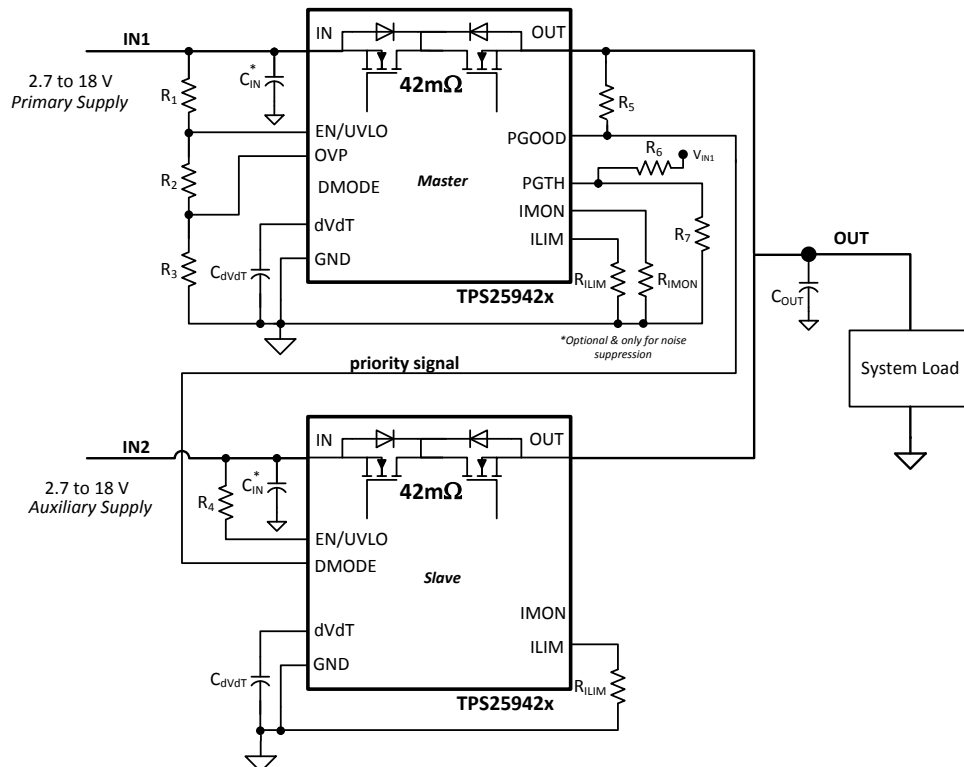 IN1
2.7 to 18 V
Primary Supply
R1
R2
R3
CIN*
IN
OUT
42mΩ
EN/UVLO
OVP
DMODE
dVdT
GND
Master
PGOOD
PGTH
IMON
ILIM
TPS25942x
CdVdT
R5
R6
VIN1
R7
RILIM
RIMON
*Optional & only for noise
suppression
OUT
COUT
System Load
priority signal
IN2
2.7 to 18 V
Auxiliary Supply
R4
CIN*
IN
OUT
42mΩ
EN/UVLO
DMODE
Slave
dVdT
GND
IMON
ILIM
CdVdT
RILIM
TPS25942x